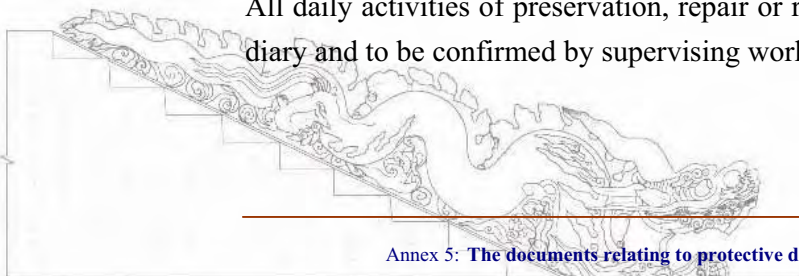 All daily activities of preservation, repair or
diary and to be confirmed by supervising
Annex 5: The documents relating to protective